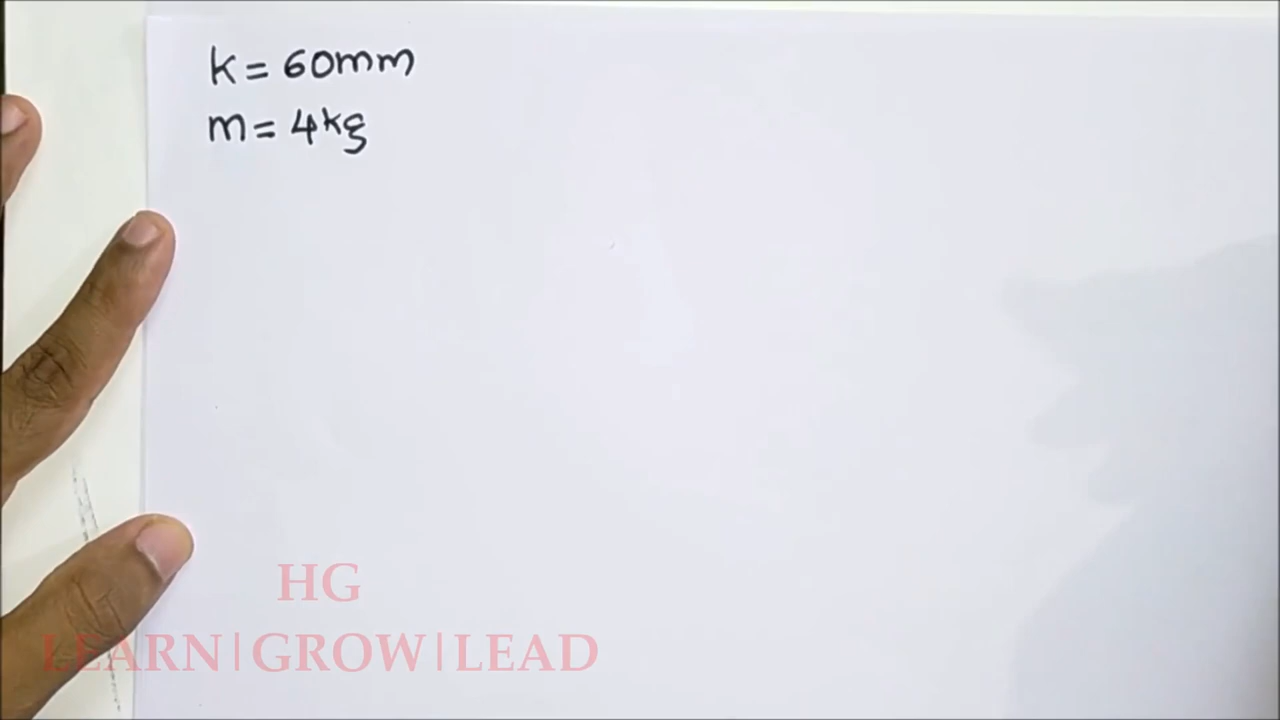 k = 60mm
m = 4kg
HG
LEARN|GROW|LEAD